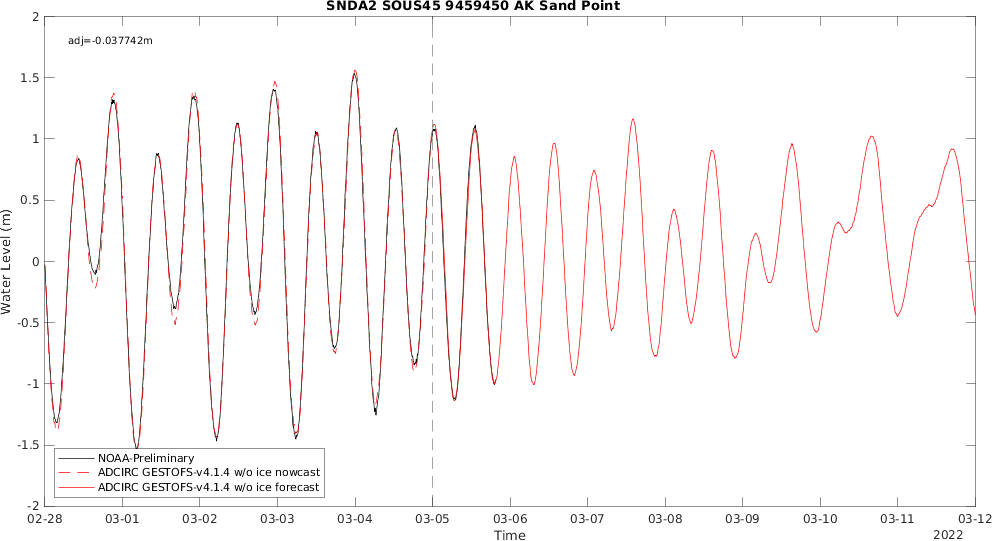 SNDA2 SOUS45 9459450 AK Sand Point
adj=-0.037742m
2
1.5
1
0.5
0
-0.5
-1
-1.5
-2
Water Level (m)
NOAA-Preliminary
ADCIRC GESTOFS-v4.1.4 w/o ice nowcast
ADCIRC GESTOFS-v4.1.4 w/o ice forecast
02-28 03-01 03-02 03-03 03-04 03-05 03-06 03-07 03-08 03-09 03-10 03-11 03-12
Time
2022